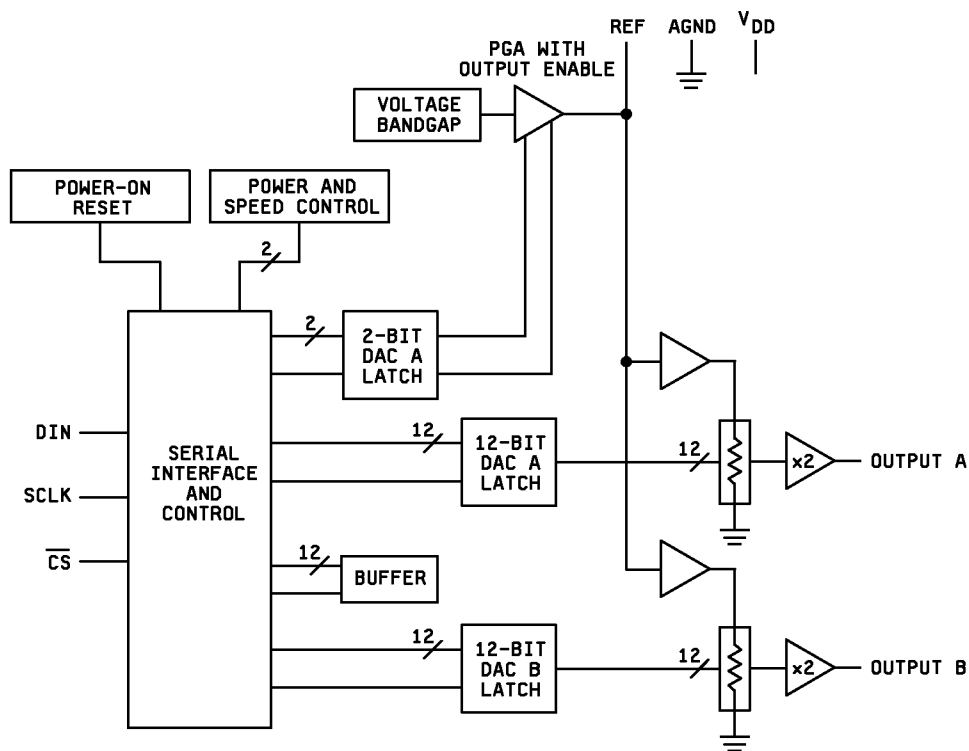 REF AGND VDD
PGA WITH
OUTPUT ENABLE
VOLTAGE
BANDGAP
POWER-ON
RESET
POWER AND
SPEED CONTROL
2
2
2-BIT
DAC A
LATCH
DIN
SCLK
CS
SERIAL
INTERFACE
AND
CONTROL
12
12-BIT
DAC A
LATCH
12
x2
OUTPUT A
12
BUFFER
12
12-BIT
DAC B
LATCH
12
x2
OUTPUT B